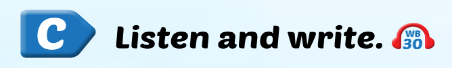 C Listen and write. WB 30